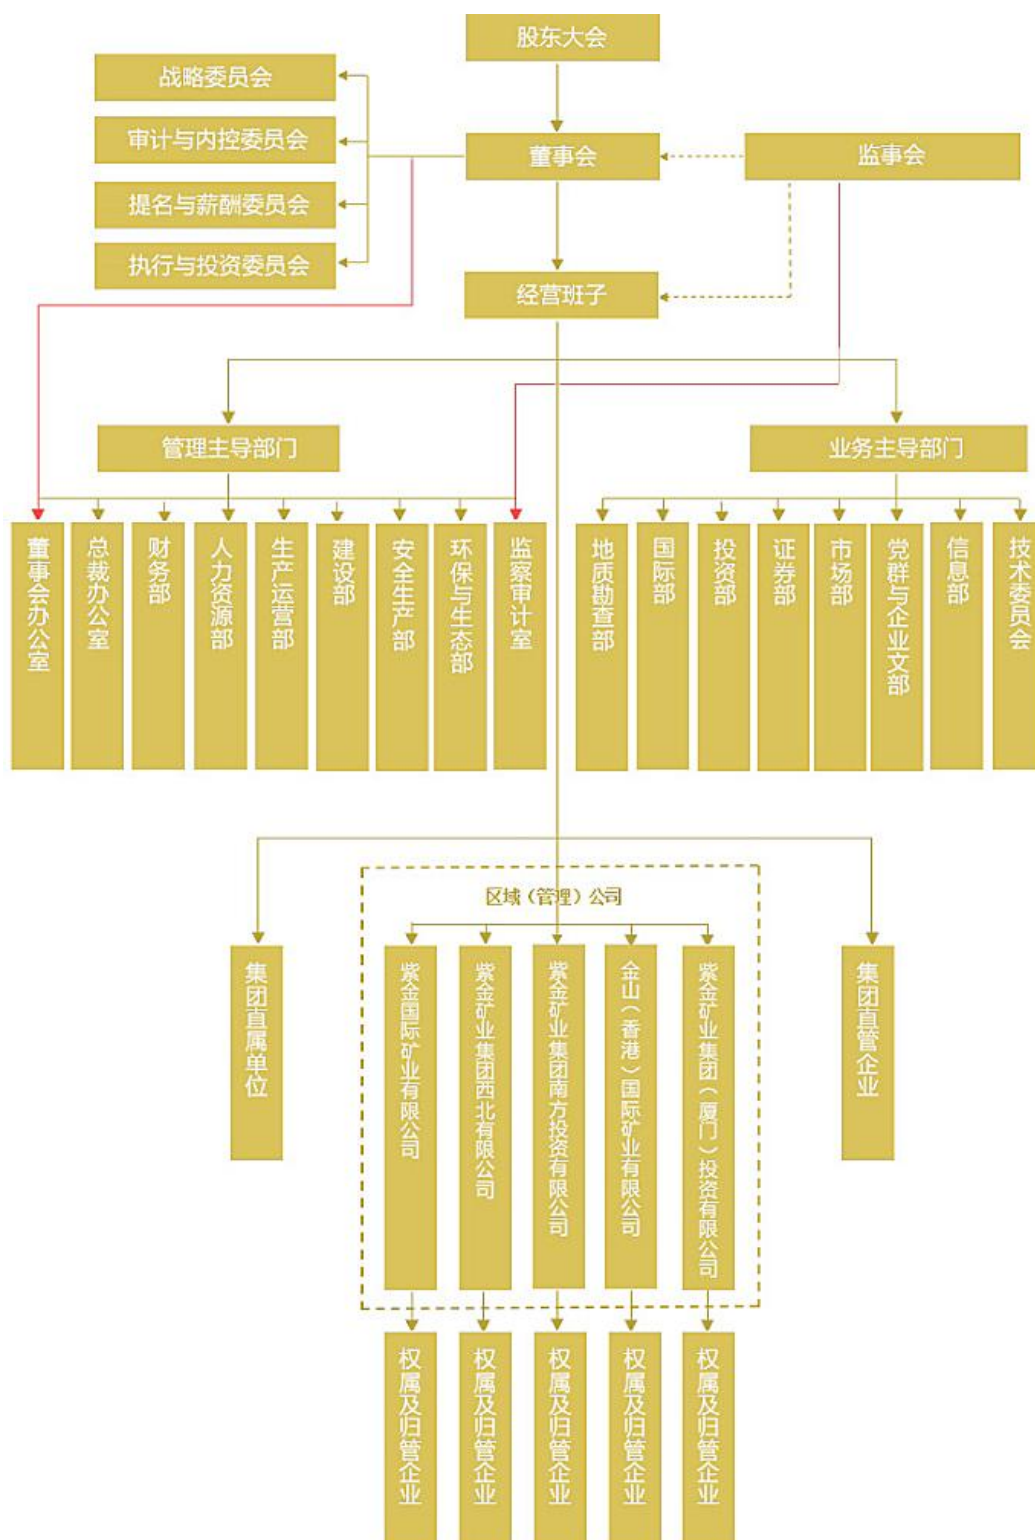 股东大会
战略委员会
审计与内控委员会
董事会
监事会
提名与薪酬委员会
执行与投资委员会
经营班子
管理主导部门
业务主导部门
董事会办公室
总裁办公室
财务部
人力资源部
生产运营部
建设部
安全生产部
环保与生态部
监察审计室
地质勘查部
国际部
投资部
证券部
市场部
党群与企业文部
信息部
技术委员会
区域（管理）公司
集团直属单位
紫金国际矿业有限公司
紫金矿业集团西北有限公司
紫金矿业集团南方投资有限公司
金山（香港）国际矿业有限公司
紫金矿业集团（厦门）投资有限公司
集团直管企业
权属及归管企业
权属及归管企业
权属及归管企业
权属及归管企业
权属及归管企业